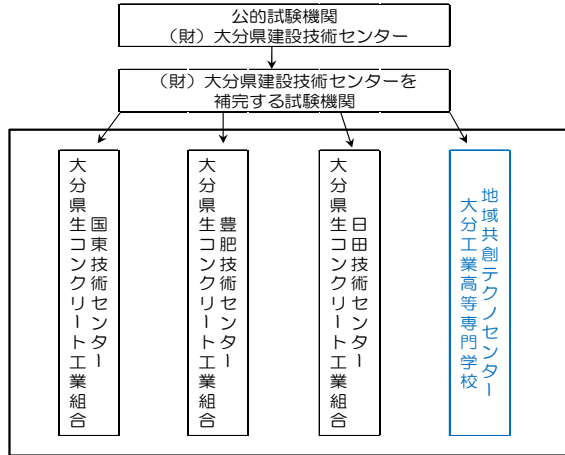 公的試験機関
（財）大分県建設技術センター
（財）大分県建設技術センターを
補完する試験機関
大分県生コンクリート工業組合
国東技術センター
大分県生コンクリート工業組合
豊肥技術センター
大分県生コンクリート工業組合
日田技術センター
大分工業高等専門学校
地域共創テクノセンター